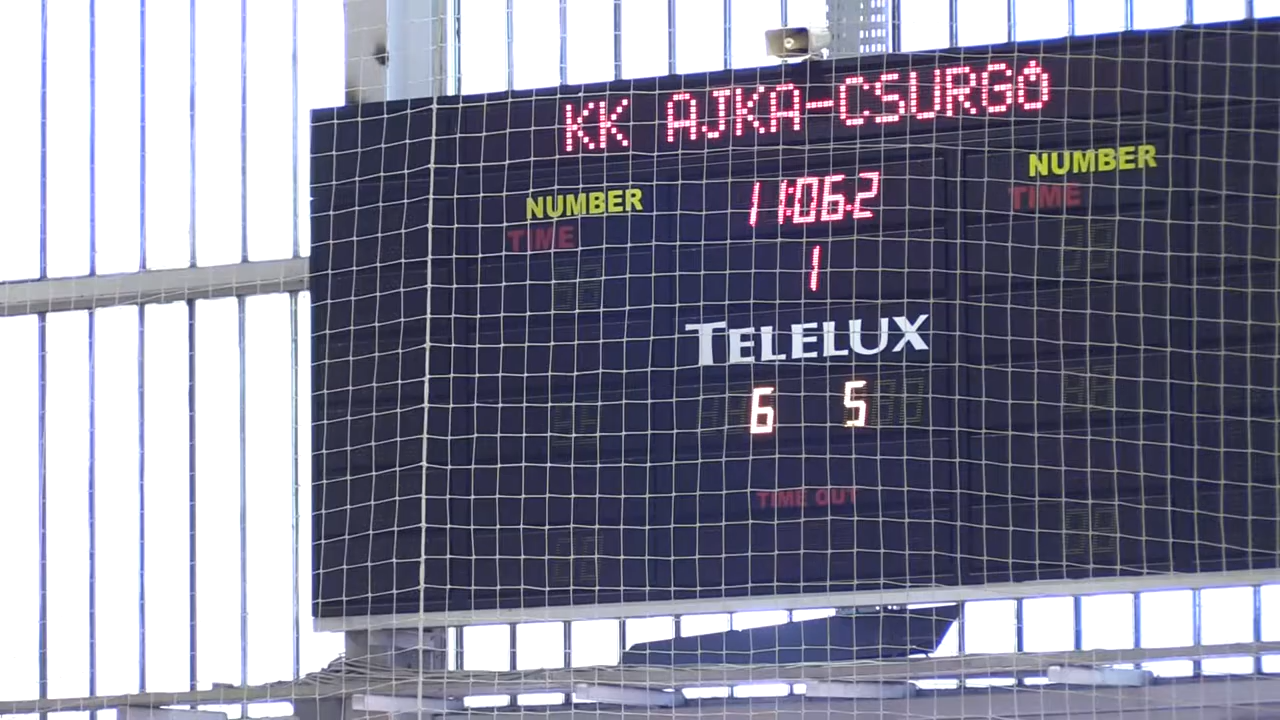 KK AJKA-CSURGÓ
NUMBER
TIME
11:06.2
NUMBER
TIME
1
TELELUX
6 5
TIME OUT